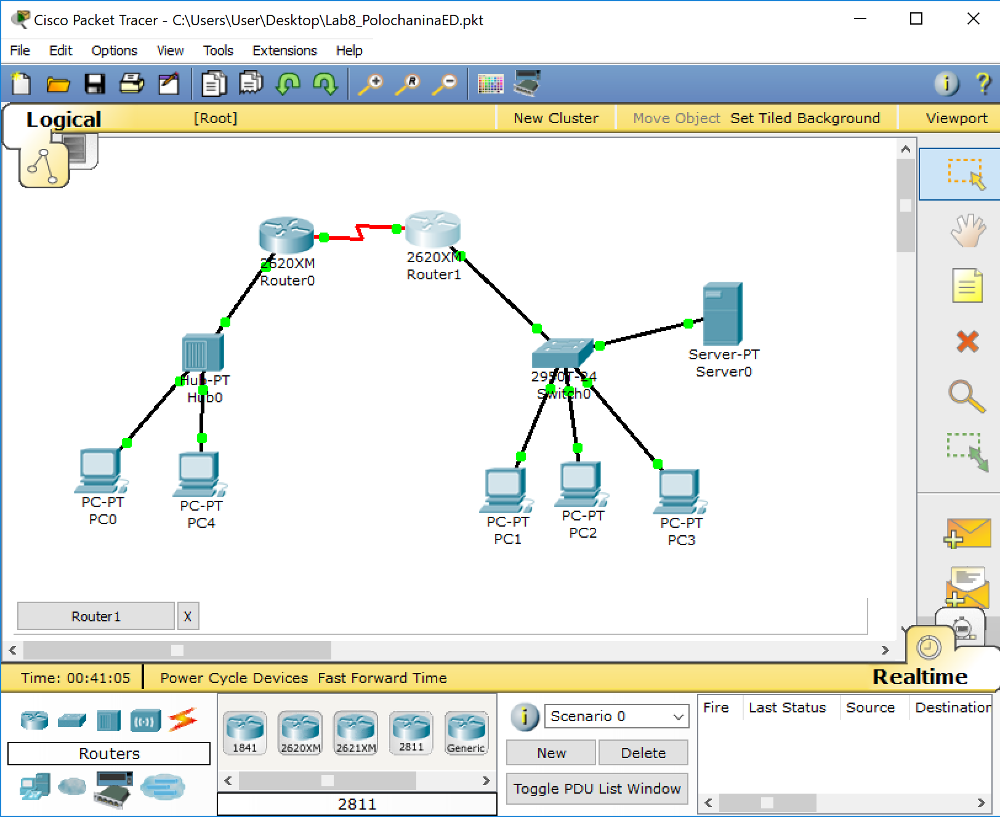 Cisco Packet Tracer - C:\Users\User\Desktop\Lab8_PolochaninaED.pkt
File Edit Options View Tools Extensions Help
Logical [Root] New Cluster Move Object Set Tiled Background Viewport
2620XM
Router0
2620XM
Router1
Server-PT
Server0
Hub-PT
Hub0
2950T-24
Switch0
PC-PT
PC0
PC-PT
PC4
PC-PT
PC1
PC-PT
PC2
PC-PT
PC3
Router1 X
Time: 00:41:05 Power Cycle Devices Fast Forward Time Realtime
Routers
1841 2620XM 2621XM 2811 Generic
2811
Scenario 0
New Delete
Toggle PDU List Window
Fire Last Status Source Destination